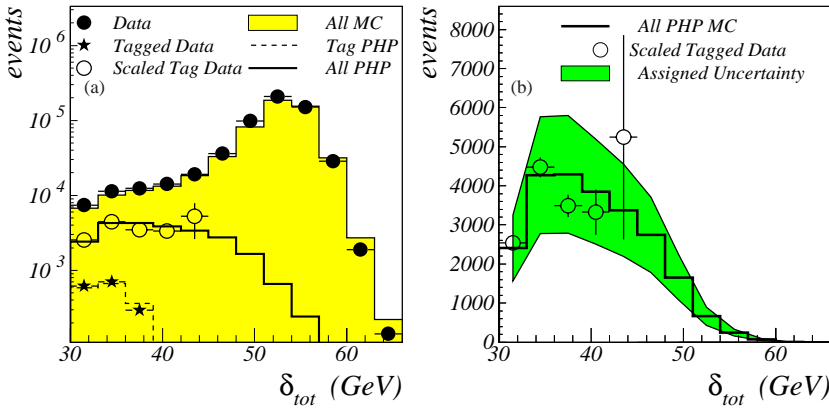 events
10^6
10^5
10^4
10^3
Data
Tagged Data
Scaled Tag Data
All MC
Tag PHP
All PHP
(a)
30 40 50 60
δ_tot (GeV)
events
8000
7000
6000
5000
4000
3000
2000
1000
0
All PHP MC
Scaled Tagged Data
Assigned Uncertainty
(b)
30 40 50 60
δ_tot (GeV)